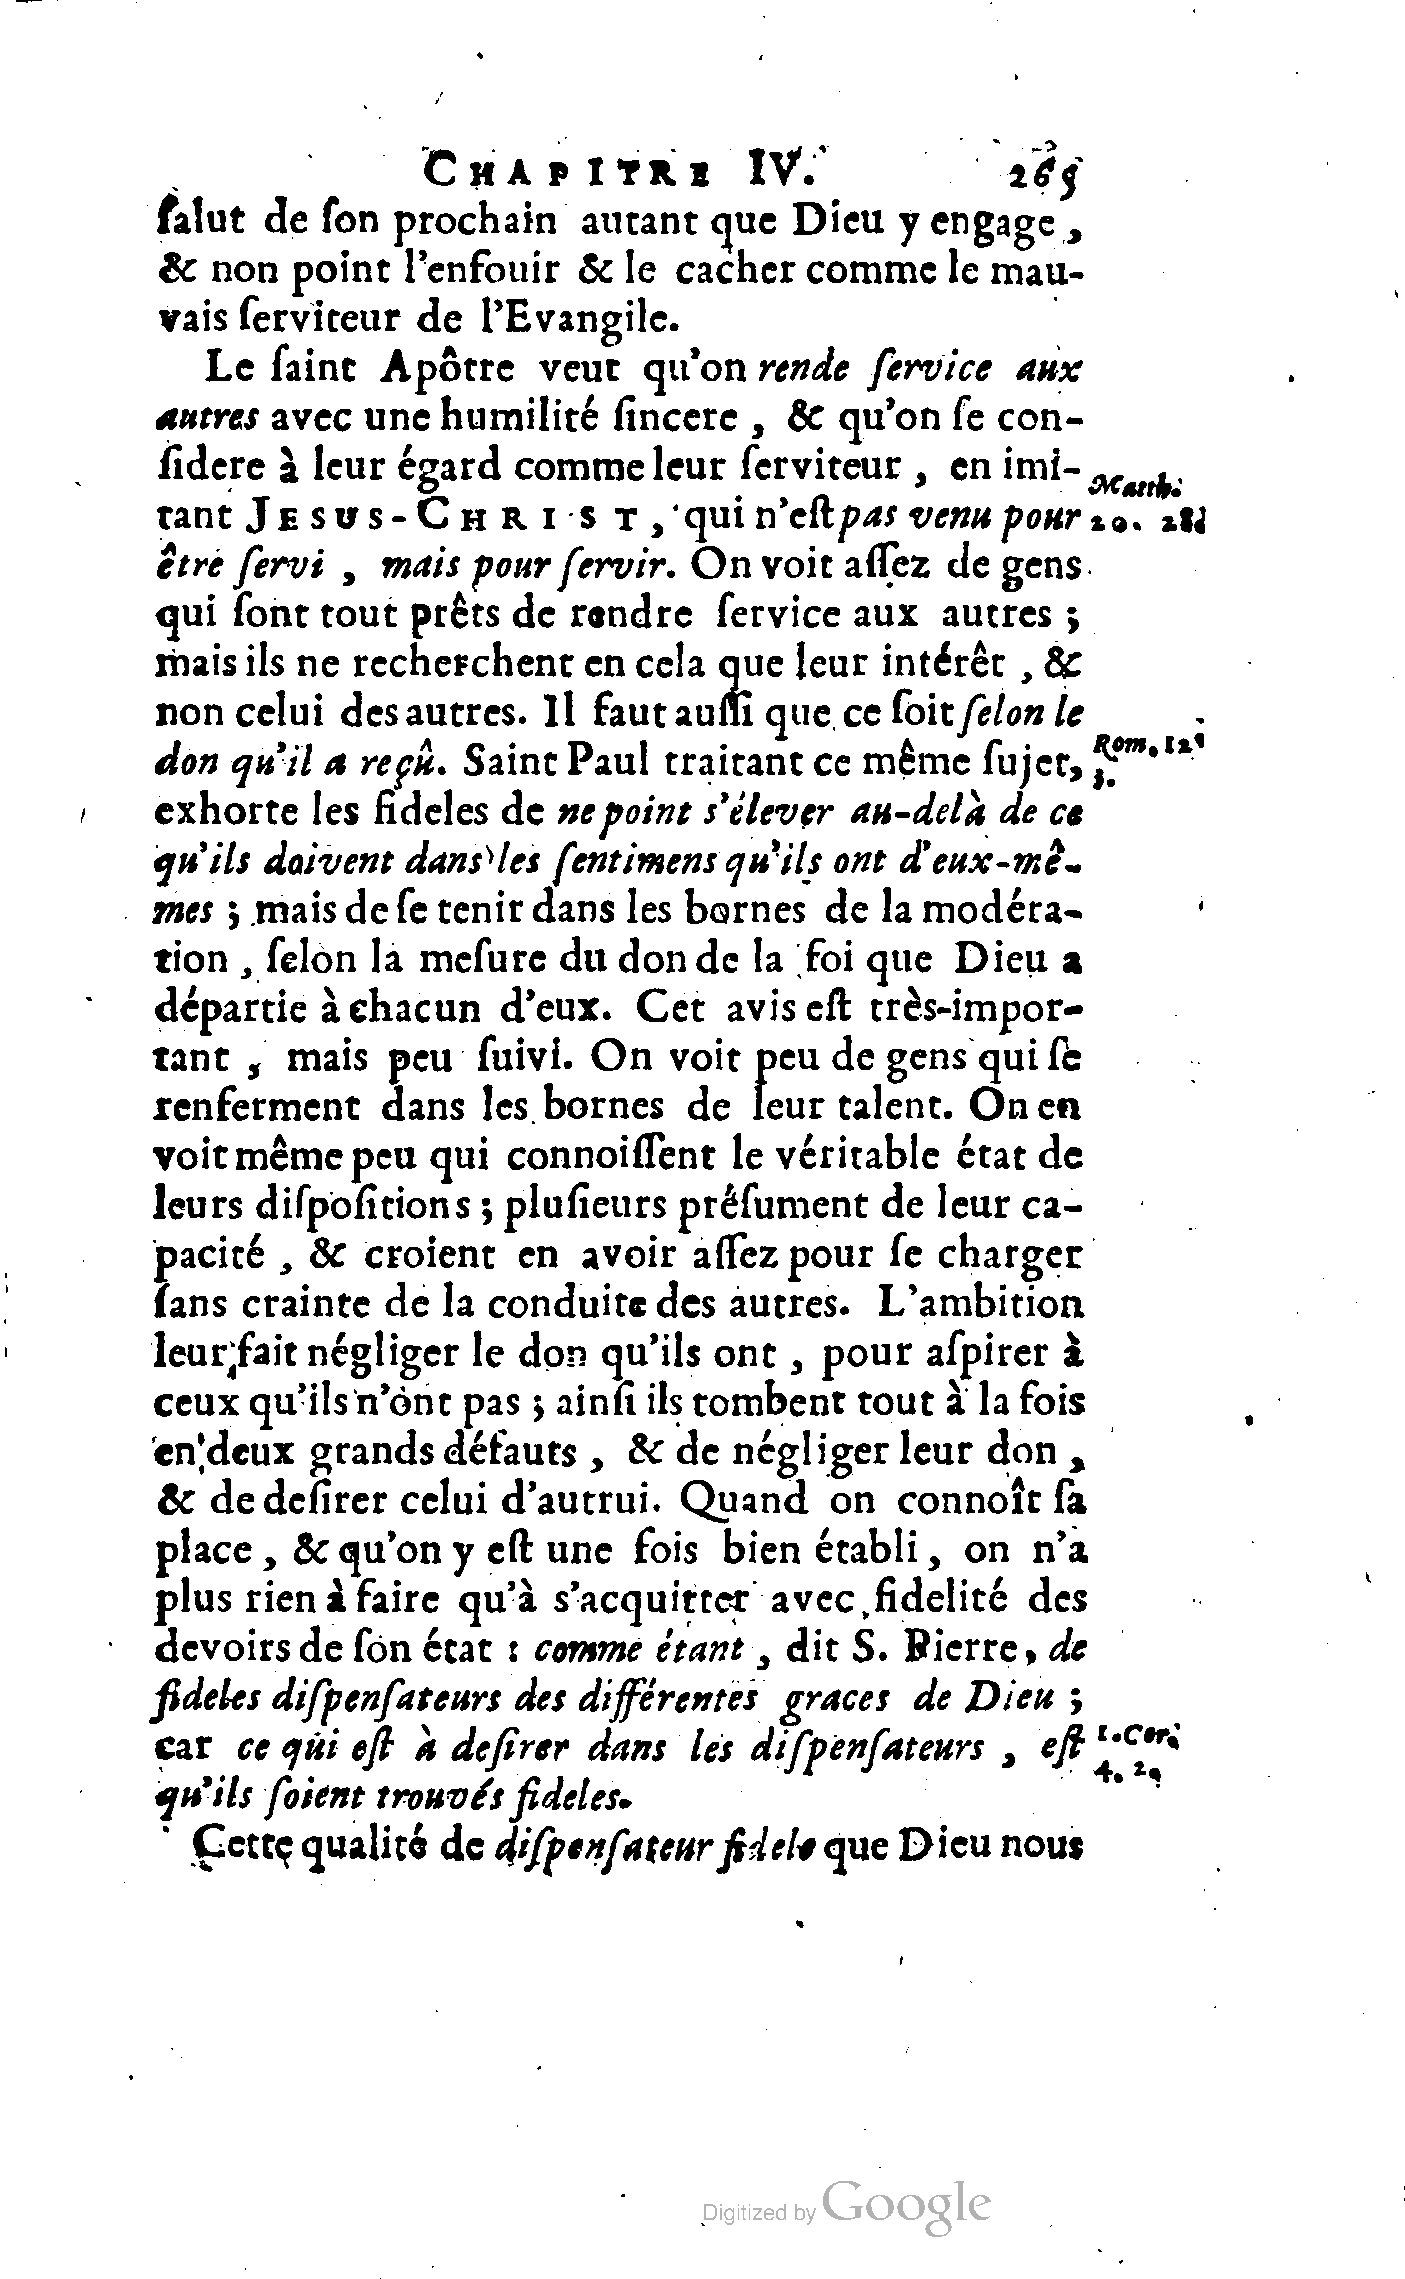 CHAPITRE IV. 265
ſalut de ſon prochain autant que Dieu y engage,
& non point l'enfouir & le cacher comme le mau-
vais ſerviteur de l'Evangile.
Le ſaint Apôtre veut qu'on rende ſervice aux
autres avec une humilité ſincere, & qu'on ſe con-
ſidere à leur égard comme leur ſerviteur, en imi-
tant JESUS-CHRIST, qui n'eſt pas venu pour
Matth.
20. 28.
être ſervi, mais pour ſervir. On voit aſſez de gens
qui ſont tout prêts de rendre ſervice aux autres;
mais ils ne recherchent en cela que leur intérêt, &
non celui des autres. Il faut auſſi que ce ſoit ſelon le
don qu'il a reçû. Saint Paul traitant ce même ſujet,
Rom. 12.
3.
exhorte les fideles de ne point s'élever au-delà de ce
qu'ils doivent dans les ſentimens qu'ils ont d'eux-mê-
mes; mais de ſe tenir dans les bornes de la modéra-
tion, ſelon la meſure du don de la foi que Dieu a
départie à chacun d'eux. Cet avis eſt très-impor-
tant, mais peu ſuivi. On voit peu de gens qui ſe
renferment dans les bornes de leur talent. On en
voit même peu qui connoiſſent le véritable état de
leurs diſpoſitions; pluſieurs préſument de leur ca-
pacité, & croient en avoir aſſez pour ſe charger
ſans crainte de la conduite des autres. L'ambition
leur fait négliger le don qu'ils ont, pour aſpirer à
ceux qu'ils n'ont pas; ainſi ils tombent tout à la fois
en deux grands défauts, & de négliger leur don,
& de deſirer celui d'autrui. Quand on connoît ſa
place, & qu'on y eſt une fois bien établi, on n'a
plus rien à faire qu'à s'acquitter avec fidelité des
devoirs de ſon état : comme étant, dit S. Pierre, de
fideles diſpenſateurs des différentes graces de Dieu;
car ce qui eſt à deſirer dans les diſpenſateurs, eſt
1. Cor.
4. 2.
qu'ils ſoient trouvés fideles.
Cette qualité de diſpenſateur fidele que Dieu nous
Digitized by Google